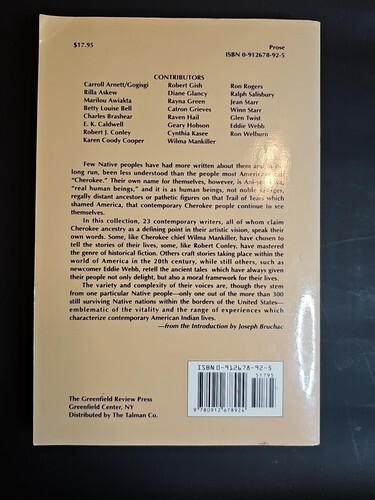 $17.95
Prose
ISBN 0-912678-92-5
CONTRIBUTORS
Carroll Arnett/Gogisgi
Rilla Askew
Marilou Awiakta
Betty Louise Bell
Charles Brashear
E. K. Caldwell
Robert J. Conley
Karen Coody Cooper
Robert Gish
Diane Glancy
Rayna Green
Catron Grieves
Raven Hail
Geary Hobson
Cynthia Kasee
Wilma Mankiller
Ron Rogers
Ralph Salisbury
Jean Starr
Winn Starr
Glen Twist
Eddie Webb
Ron Welburn
Few Native peoples have had more written about them and, in the
long run, been less understood than the people most Americans call
"Cherokee." Their own name for themselves, however, is
"real human beings," and it is as human beings, not noble savages,
regally distant ancestors or pathetic figures on that Trail of Tears which
shamed America, that contemporary Cherokee people continue to see
themselves.
In this collection, 23 contemporary writers, all of whom claim
Cherokee ancestry as a defining point in their artistic vision, speak their
own words. Some, like Cherokee chief Wilma Mankiller, have chosen to
tell the stories of their lives, some, like Robert Conley, have mastered
the genre of historical fiction. Others craft stories taking place within the
world of America in the 20th century, while still others, such as
newcomer Eddie Webb, retell the ancient tales which have always given
their people not only delight, but also a moral framework for their lives.
The variety and complexity of their voices are, though they stem
from one particular Native people—only one out of the more than 300
still surviving Native nations within the borders of the United States—
emblematic of the vitality and the range of experiences which
characterize contemporary American Indian lives.
—from the Introduction by Joseph Bruchac
ISBN 0-912678-92-5
51795
9 780912 678924
The Greenfield Review Press
Greenfield Center, NY
Distributed by The Talman Co.